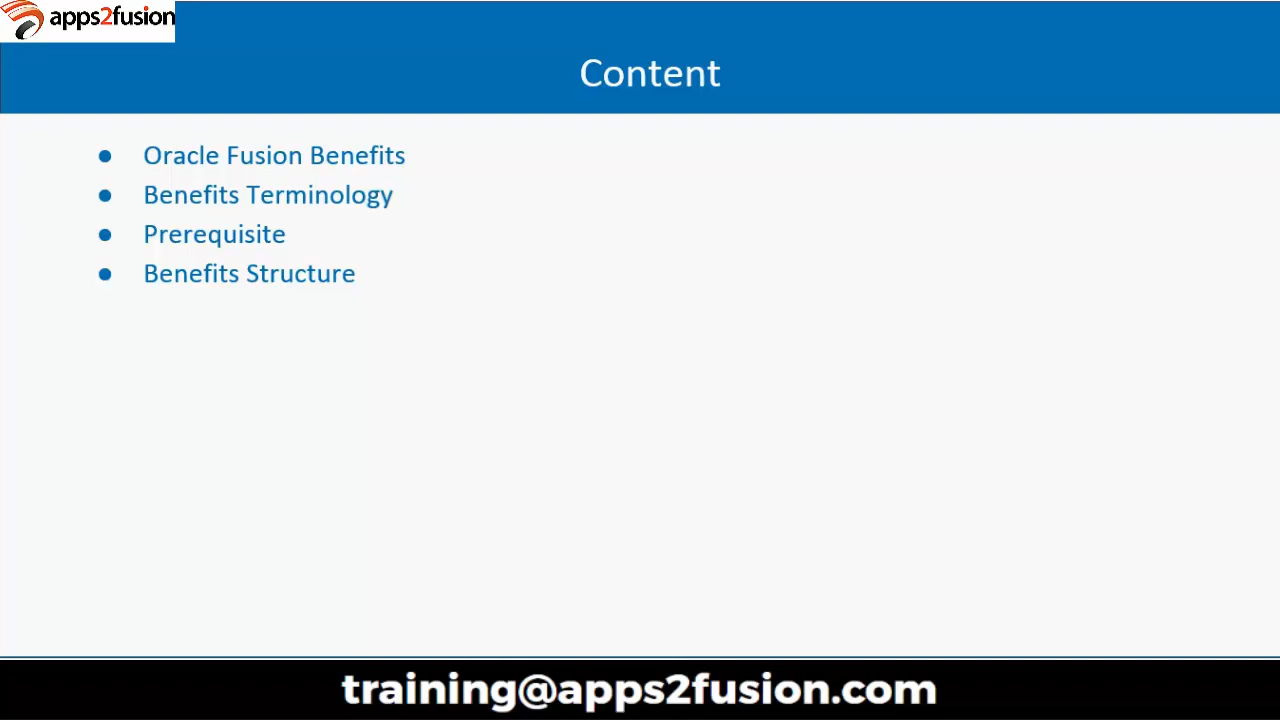 apps2fusion
Content
● Oracle Fusion Benefits
● Benefits Terminology
● Prerequisite
● Benefits Structure
training@apps2fusion.com